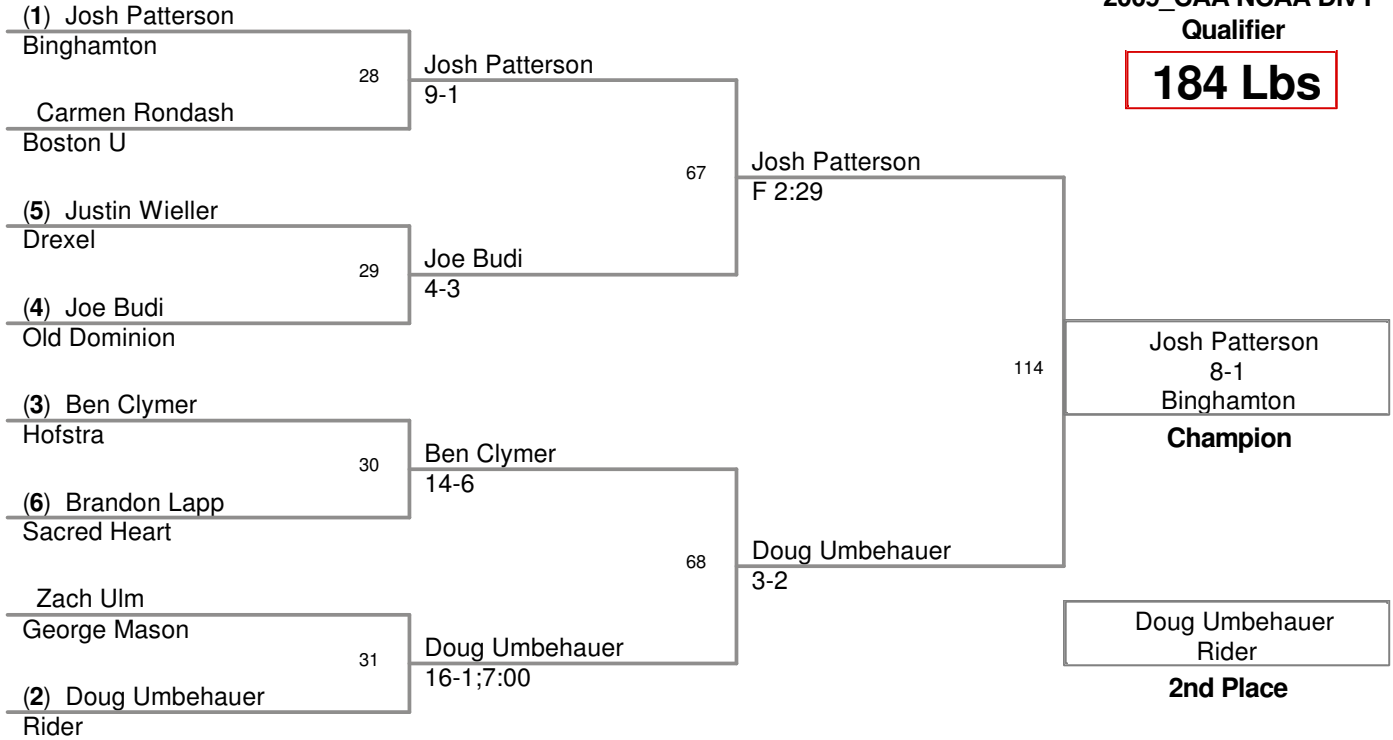 Qualifier
184 Lbs
(1) Josh Patterson
Binghamton
28
Carmen Rondash
Boston U
(5) Justin Wieller
Drexel
29
(4) Joe Budi
Old Dominion
(3) Ben Clymer
Hofstra
30
(6) Brandon Lapp
Sacred Heart
Zach Ulm
George Mason
31
(2) Doug Umbehauer
Rider
Josh Patterson
9-1
67
Joe Budi
4-3
Ben Clymer
14-6
68
Doug Umbehauer
16-1;7:00
Josh Patterson
F 2:29
114
Doug Umbehauer
3-2
Josh Patterson
8-1
Binghamton
Champion
Doug Umbehauer
Rider
2nd Place